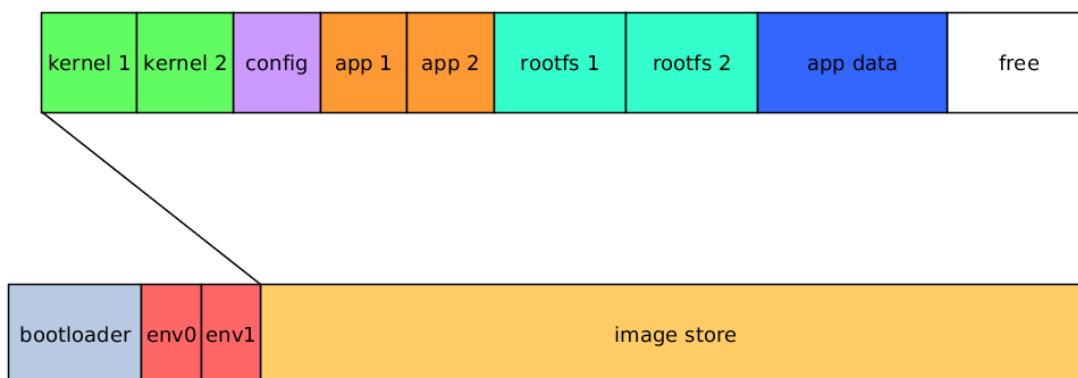 kernel 1 kernel 2 config app 1 app 2 rootfs 1 rootfs 2 app data free
bootloader env0 env1 image store